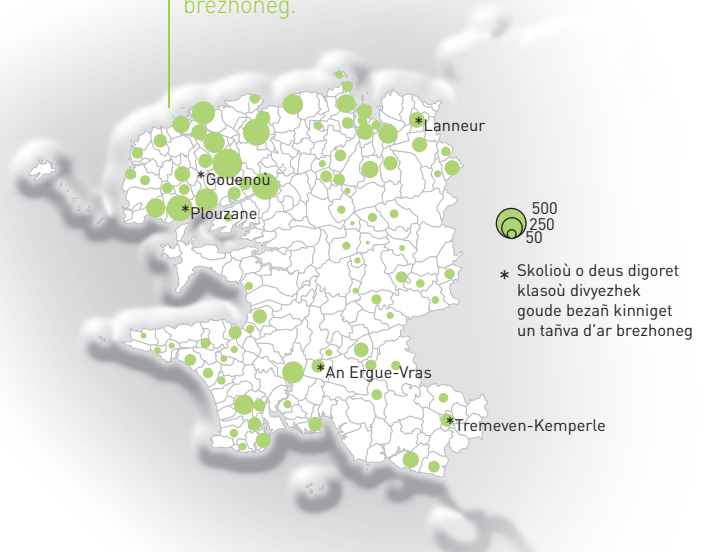 brezhoneg.
*Lanneur
*Gouenoù
*Plouzane
500
250
50
* Skolioù o deus digoret
klasoù divyezhek
goude bezañ kinniget
un tañva d'ar brezhoneg
*An Ergue-Vras
*Tremeven-Kemperle